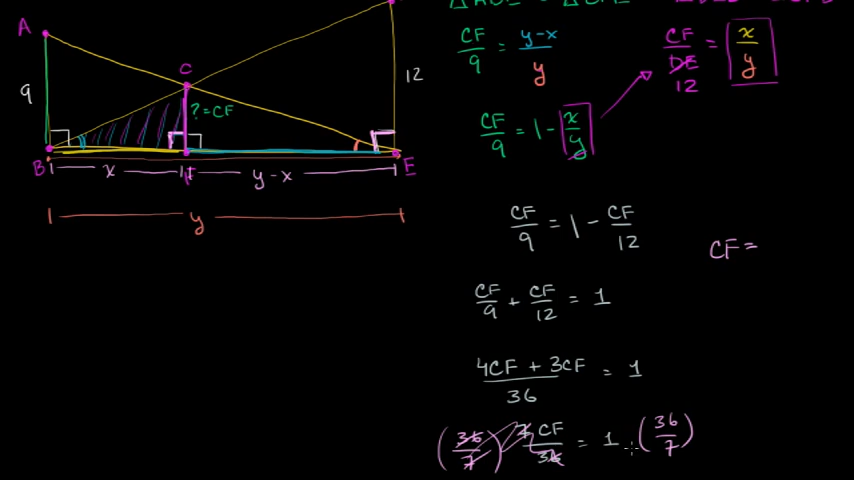 A
9
B
C
? = CF
12
E
x
y-x
y
CF/9 = y-x/y
CF/DE = x/y
12
CF/9 = 1 - x/y
CF/9 = 1 - CF/12
CF =
CF/9 + CF/12 = 1
4CF + 3CF/36 = 1
(36/7) 7CF/36 = 1 · (36/7)